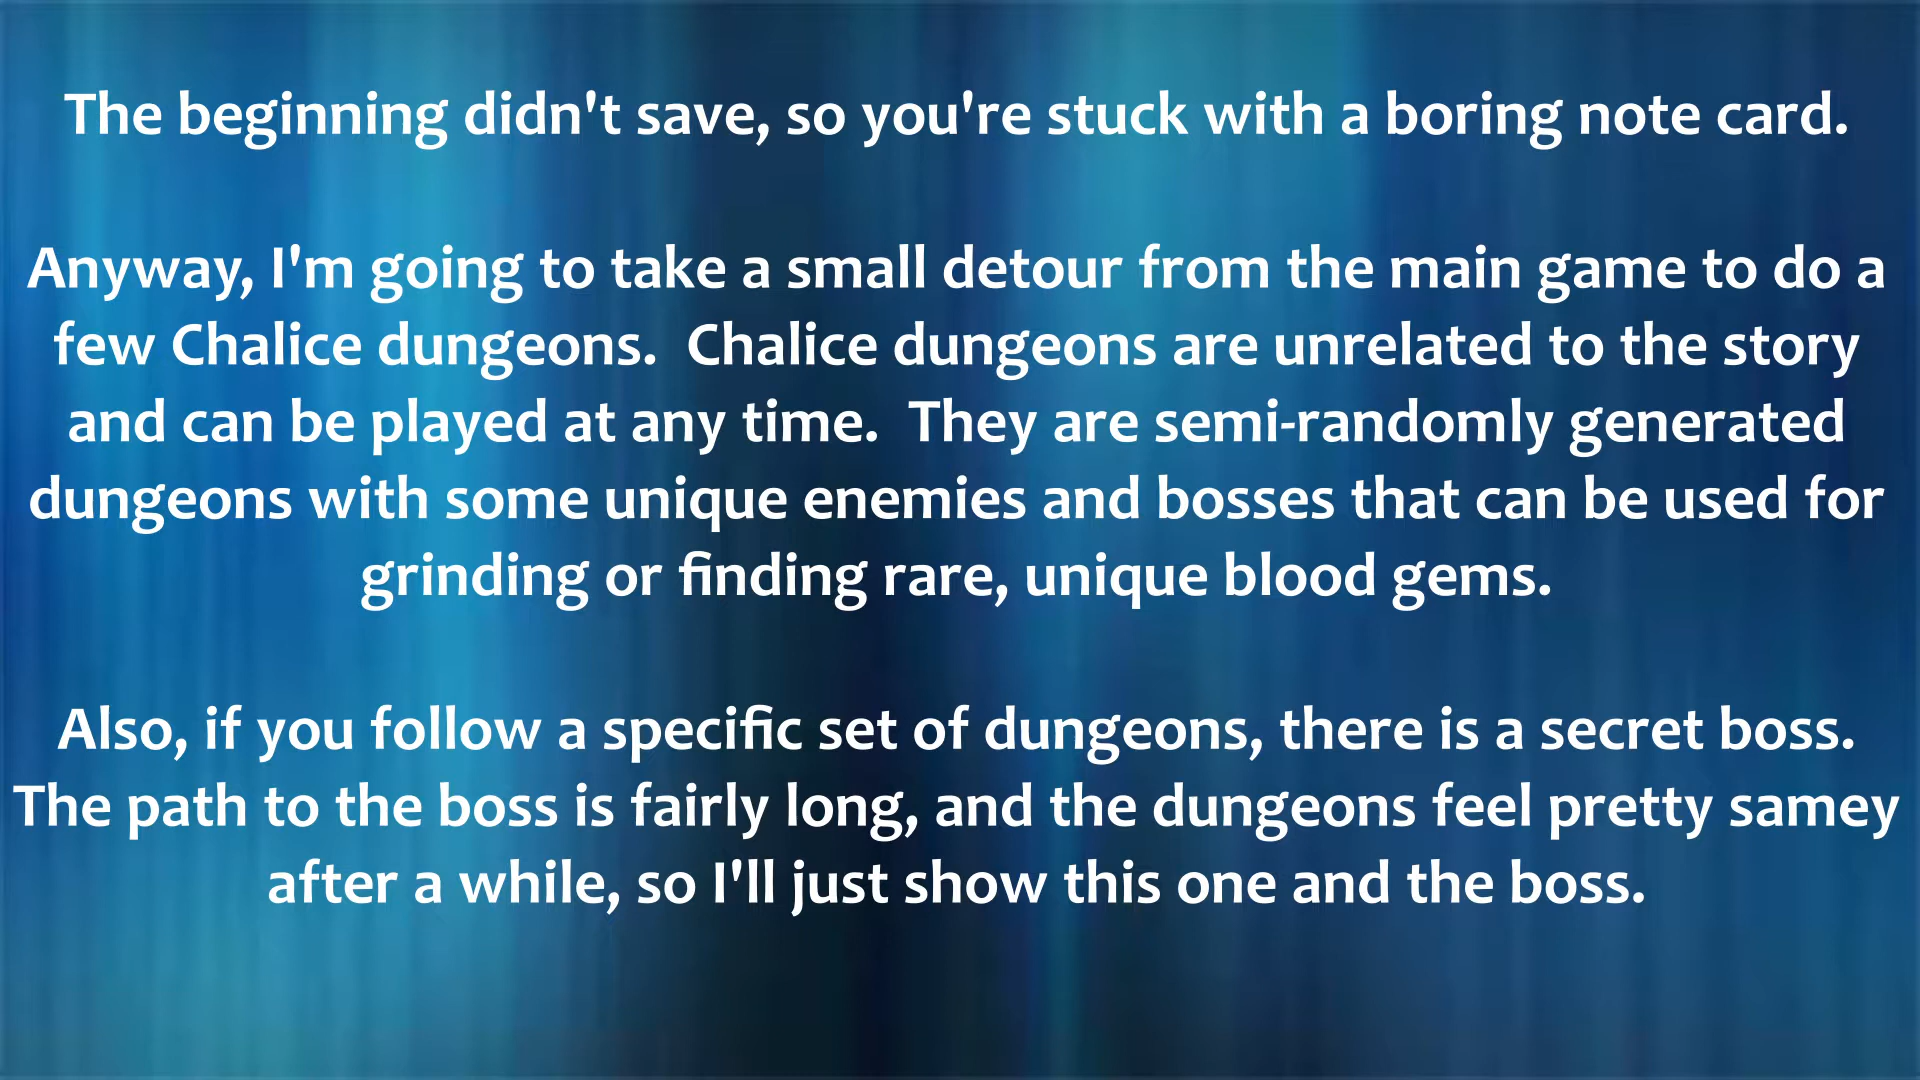 The beginning didn't save, so you're stuck with a boring note card.
Anyway, I'm going to take a small detour from the main game to do a
few Chalice dungeons.  Chalice dungeons are unrelated to the story
and can be played at any time.  They are semi-randomly generated
dungeons with some unique enemies and bosses that can be used for
grinding or finding rare, unique blood gems.
Also, if you follow a specific set of dungeons, there is a secret boss.
The path to the boss is fairly long, and the dungeons feel pretty samey
after a while, so I'll just show this one and the boss.